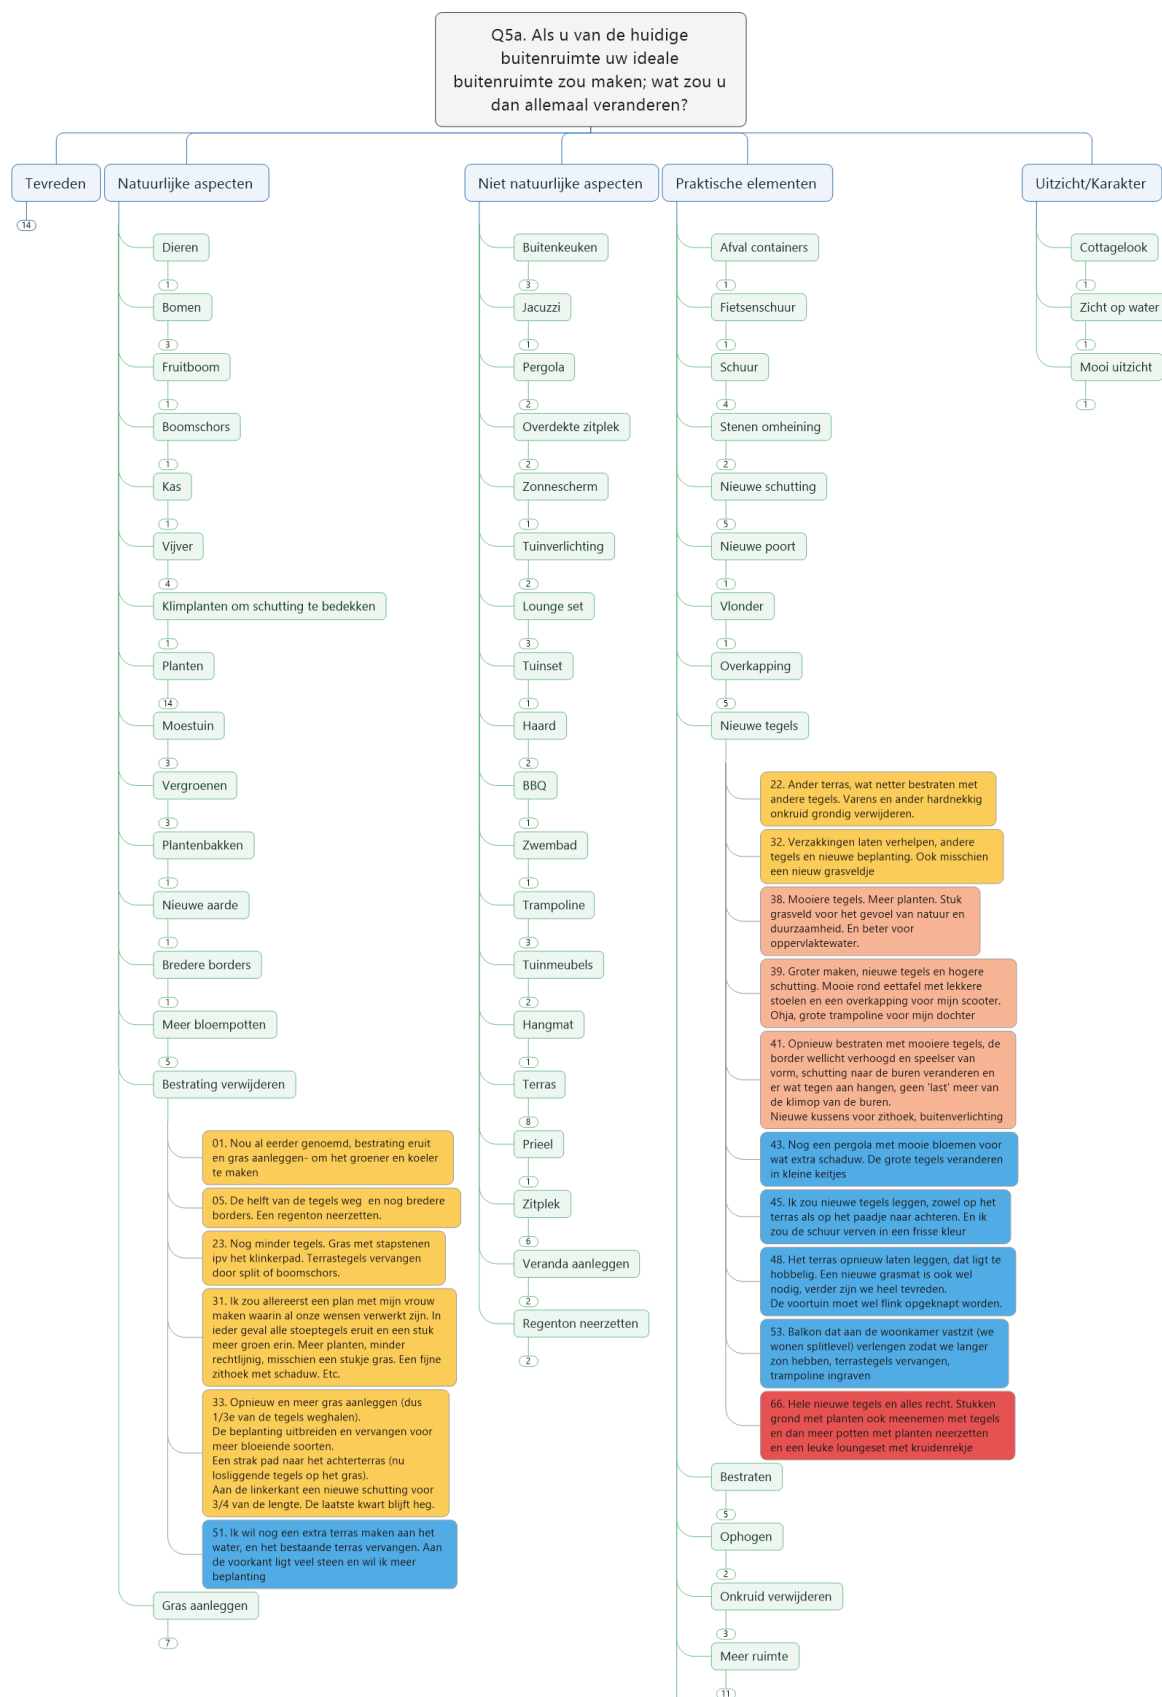 Q5a. Als u van de huidige
buitenruimte uw ideale
buitenruimte zou maken; wat zou u
dan allemaal veranderen?
Tevreden
14
Natuurlijke aspecten
Dieren
1
Bomen
3
Fruitboom
1
Boomschors
1
Kas
1
Vijver
4
Klimplanten om schutting te bedekken
1
Planten
14
Moestuin
3
Vergroenen
3
Plantenbakken
1
Nieuwe aarde
1
Bredere borders
1
Meer bloempotten
5
Bestrating verwijderen
01. Nou al eerder genoemd, bestrating eruit
en gras aanleggen- om het groener en koeler
te maken
05. De helft van de tegels weg  en nog bredere
borders. Een regenton neerzetten.
23. Nog minder tegels. Gras met stapstenen
ipv het klinkerpad. Terrastegels vervangen
door split of boomschors.
31. Ik zou allereerst een plan met mijn vrouw
maken waarin al onze wensen verwerkt zijn. In
ieder geval alle stoeptegels eruit en een stuk
meer groen erin. Meer planten, minder
rechtlijnig, misschien een stukje gras. Een fijne
zithoek met schaduw. Etc.
33. Opnieuw en meer gras aanleggen (dus
1/3e van de tegels weghalen).
De beplanting uitbreiden en vervangen voor
meer bloeiende soorten.
Een strak pad naar het achterterras (nu
losliggende tegels op het gras).
Aan de linkerkant een nieuwe schutting voor
3/4 van de lengte. De laatste kwart blijft heg.
51. Ik wil nog een extra terras maken aan het
water, en het bestaande terras vervangen. Aan
de voorkant ligt veel steen en wil ik meer
beplanting
Gras aanleggen
7
Niet natuurlijke aspecten
Buitenkeuken
3
Jacuzzi
1
Pergola
2
Overdekte zitplek
2
Zonnescherm
1
Tuinverlichting
2
Lounge set
3
Tuinset
1
Haard
2
BBQ
1
Zwembad
1
Trampoline
3
Tuinmeubels
2
Hangmat
1
Terras
8
Prieel
1
Zitplek
6
Veranda aanleggen
2
Regenton neerzetten
2
Praktische elementen
Afval containers
1
Fietsenschuur
1
Schuur
4
Stenen omheining
2
Nieuwe schutting
5
Nieuwe poort
1
Vlonder
1
Overkapping
5
Nieuwe tegels
22. Ander terras, wat netter bestraten met
andere tegels. Varens en ander hardnekkig
onkruid grondig verwijderen.
32. Verzakkingen laten verhelpen, andere
tegels en nieuwe beplanting. Ook misschien
een nieuw grasveldje
38. Mooiere tegels. Meer planten. Stuk
grasveld voor het gevoel van natuur en
duurzaamheid. En beter voor
oppervlaktewater.
39. Groter maken, nieuwe tegels en hogere
schutting. Mooie rond eettafel met lekkere
stoelen en een overkapping voor mijn scooter.
Ohja, grote trampoline voor mijn dochter
41. Opnieuw bestraten met mooiere tegels, de
border wellicht verhoogd en speelser van
vorm, schutting naar de buren veranderen en
er wat tegen aan hangen, geen 'last' meer van
de klimop van de buren.
Nieuwe kussens voor zithoek, buitenverlichting
43. Nog een pergola met mooie bloemen voor
wat extra schaduw. De grote tegels veranderen
in kleine keitjes
45. Ik zou nieuwe tegels leggen, zowel op het
terras als op het paadje naar achteren. En ik
zou de schuur verven in een frisse kleur
48. Het terras opnieuw laten leggen, dat ligt te
hobbelig. Een nieuwe grasmat is ook wel
nodig, verder zijn we heel tevreden.
De voortuin moet wel flink opgeknapt worden.
53. Balkon dat aan de woonkamer vastzit (we
wonen splitlevel) verlengen zodat we langer
zon hebben, terrastegels vervangen,
trampoline ingraven
66. Hele nieuwe tegels en alles recht. Stukken
grond met planten ook meenemen met tegels
en dan meer potten met planten neerzetten
en een leuke loungeset met kruidenrekje
Bestraten
5
Ophogen
2
Onkruid verwijderen
3
Meer ruimte
11
Uitzicht/Karakter
Cottagelook
1
Zicht op water
1
Mooi uitzicht
1